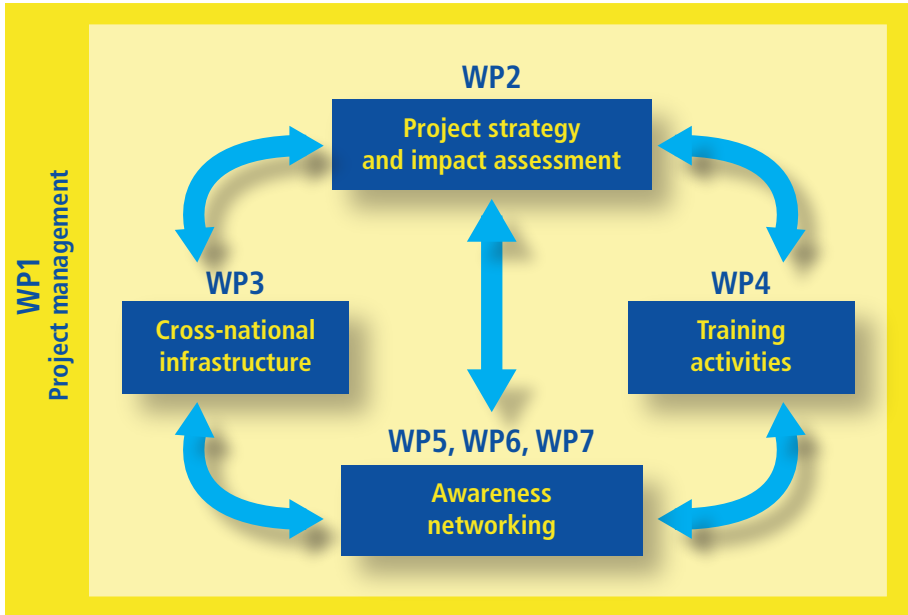 WP1
Project management
WP2
Project strategy
and impact assessment
WP3
Cross-national
infrastructure
WP4
Training
activities
WP5, WP6, WP7
Awareness
networking